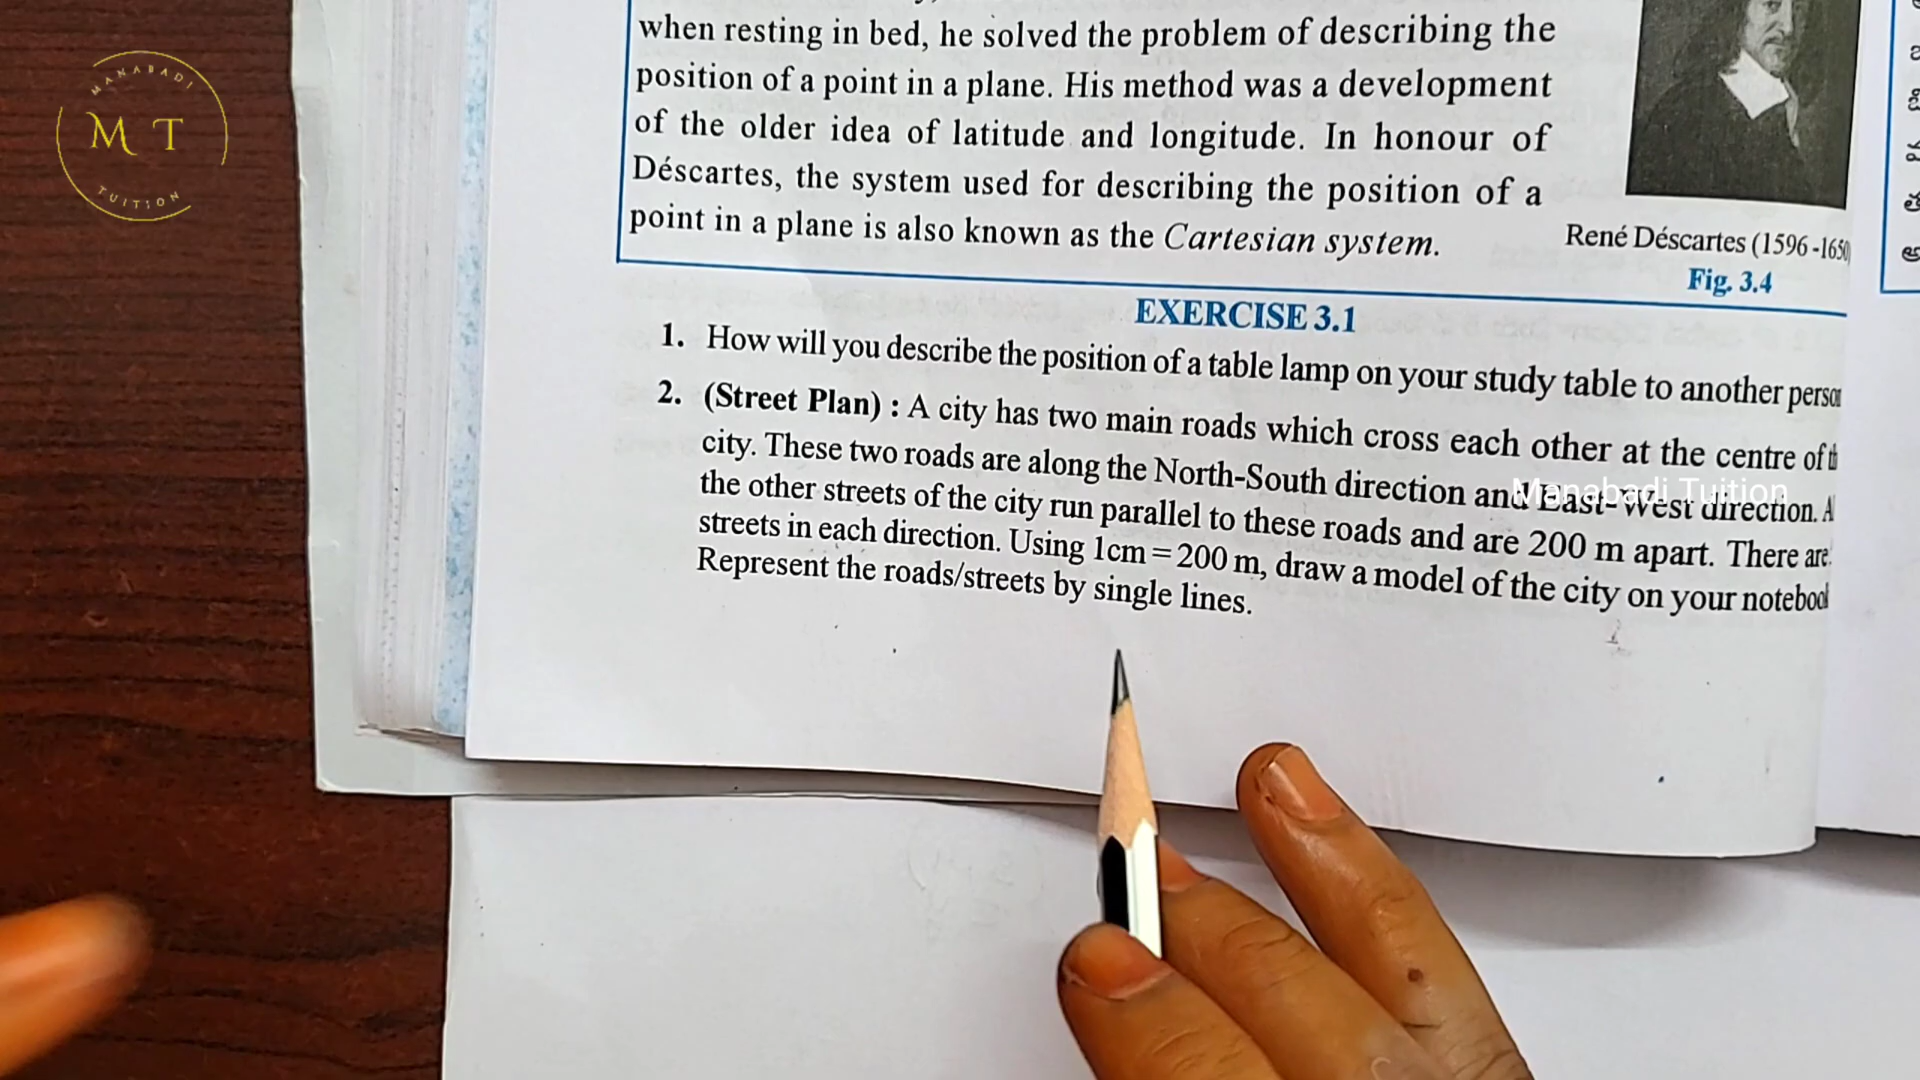 MANABADI
M T
TUITION
when resting in bed, he solved the problem of describing the
position of a point in a plane. His method was a development
of the older idea of latitude and longitude. In honour of
Déscartes, the system used for describing the position of a
point in a plane is also known as the Cartesian system.
René Déscartes (1596 -1650
Fig. 3.4
EXERCISE 3.1
1. How will you describe the position of a table lamp on your study table to another person
2. (Street Plan) : A city has two main roads which cross each other at the centre of
city. These two roads are along the North-South direction and East-West direction. A
the other streets of the city run parallel to these roads and are 200 m apart. There are
streets in each direction. Using 1cm = 200 m, draw a model of the city on your notebook
Represent the roads/streets by single lines.
Manabadi Tuition